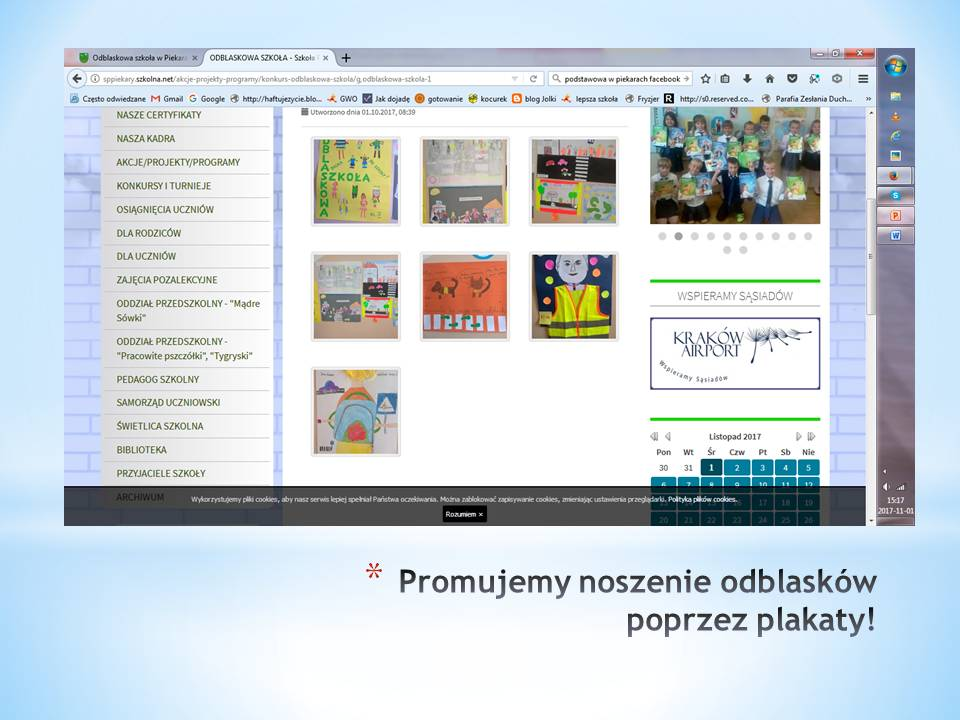 Odblaskowa szkoła w Piekara
ODBLASKOWA SZKOŁA - Szkoła
sppiekary.szkolna.net/akcje-projekty-programy/konkurs-odblaskowa-szkola/g,odblaskowa-szkola-1
podstawowa w piekarach facebook
Często odwiedzane Gmail Google http://haftujezycie.blo... GWO Jak dojadę gotowanie kocurek blog Jolki lepsza szkoła Fryzjer http://s0.reserved.co... Parafia Zesłania Duch...
NASZE CERTYFIKATY
NASZA KADRA
AKCJE/PROJEKTY/PROGRAMY
KONKURSY I TURNIEJE
OSIĄGNIĘCIA UCZNIÓW
DLA RODZICÓW
DLA UCZNIÓW
ZAJĘCIA POZALEKCYJNE
ODDZIAŁ PRZEDSZKOLNY - "Mądre
Sówki"
ODDZIAŁ PRZEDSZKOLNY -
"Pracowite pszczółki", "Tygryski"
PEDAGOG SZKOLNY
SAMORZĄD UCZNIOWSKI
ŚWIETLICA SZKOLNA
BIBLIOTEKA
PRZYJACIELE SZKOŁY
ARCHIWUM
Utworzono dnia 01.10.2017, 08:39
SZKOŁA
WSPIERAMY SĄSIADÓW
KRAKÓW
AIRPORT
Wspieramy Sąsiadów
Listopad 2017
Pon Wt Śr Czw Pt Sb Nie
30 31 1 2 3 4 5
6 7 8 9 10 11 12
13 14 15 16 17 18 19
20 21 22 23 24 25 26
Wykorzystujemy pliki cookies, aby nasz serwis lepiej spełniał Państwa oczekiwania. Można zablokować zapisywanie cookies, zmieniając ustawienia przeglądarki. Polityka plików cookies.
Rozumiem ×
15:17
2017-11-01
* Promujemy noszenie odblasków
poprzez plakaty!